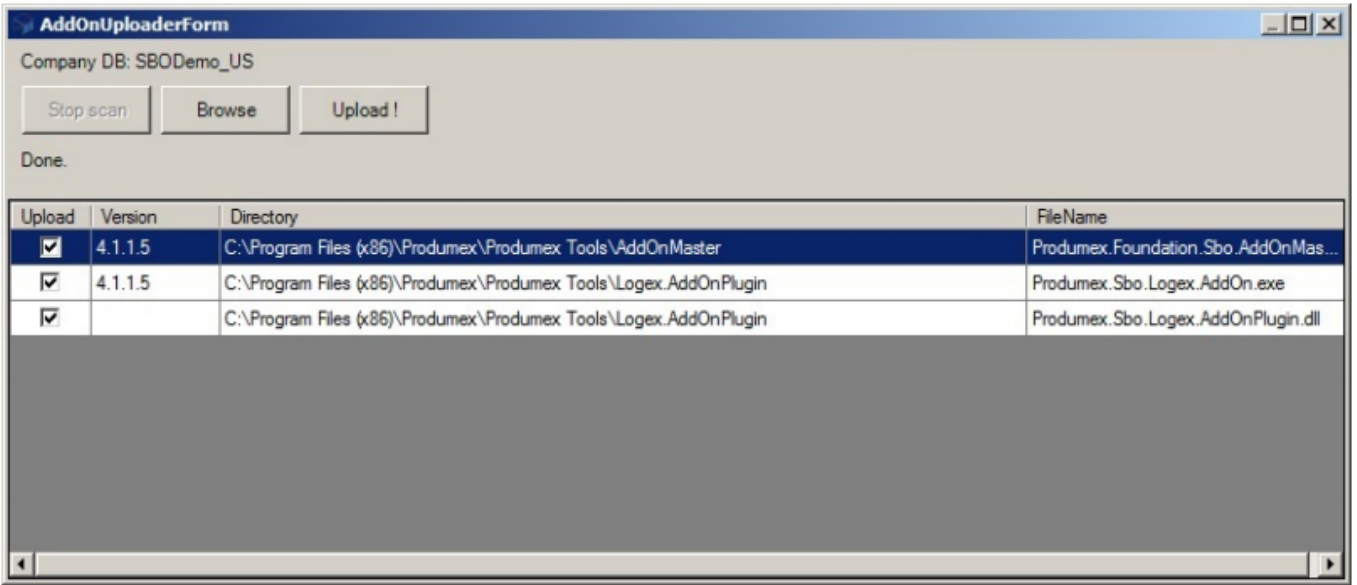 AddOnUploaderForm
Company DB: SBODemo_US
Stop scan Browse Upload !
Done.
Upload Version Directory FileName
4.1.1.5 C:\Program Files (x86)\Produmex\Produmex Tools\AddOnMaster Produmex.Foundation.Sbo.AddOnMas...
4.1.1.5 C:\Program Files (x86)\Produmex\Produmex Tools\Logex.AddOnPlugin Produmex.Sbo.Logex.AddOn.exe
C:\Program Files (x86)\Produmex\Produmex Tools\Logex.AddOnPlugin Produmex.Sbo.Logex.AddOnPlugin.dll